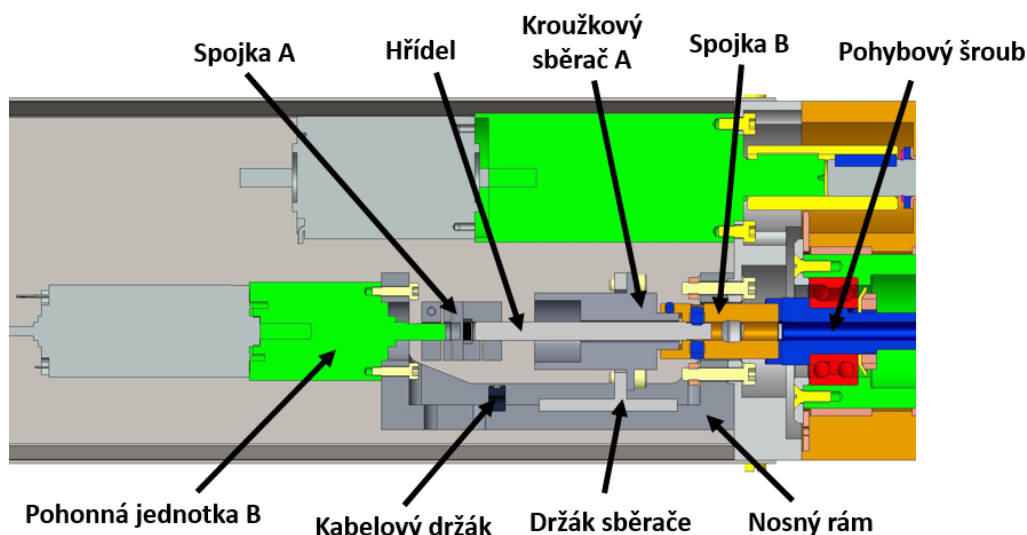 Spojka A
Hřídel
Kroužkový
sběrač A
Spojka B
Pohybový šroub
Pohonná jednotka B
Kabelový držák
Držák sběrače
Nosný rám